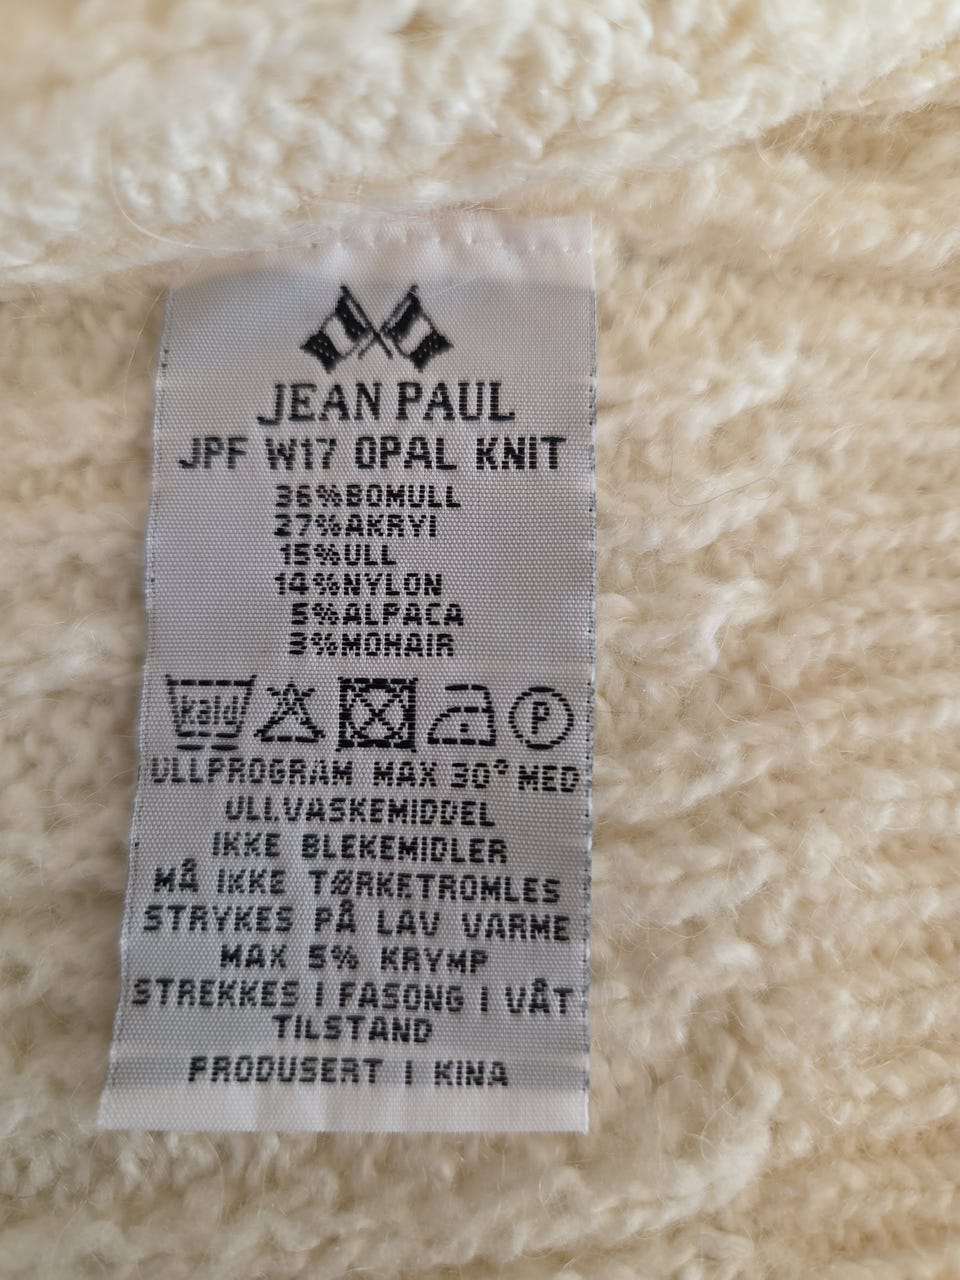 JEAN PAUL
JPF W17 OPAL KNIT
36%BOMULL
27%AKRYl
15%ULL
14%NYLON
5%ALPACA
3%MOHAIR
kald P
ULLPROGRAM MAX 30° MED
ULLVASKEMIDDEL
IKKE BLEKEMIDLER
MÅ IKKE TØRKETROMLES
STRYKES PÅ LAV VARME
MAX 5% KRYMP
STREKKES I FASONG I VÅT
TILSTAND
PRODUSERT I KINA